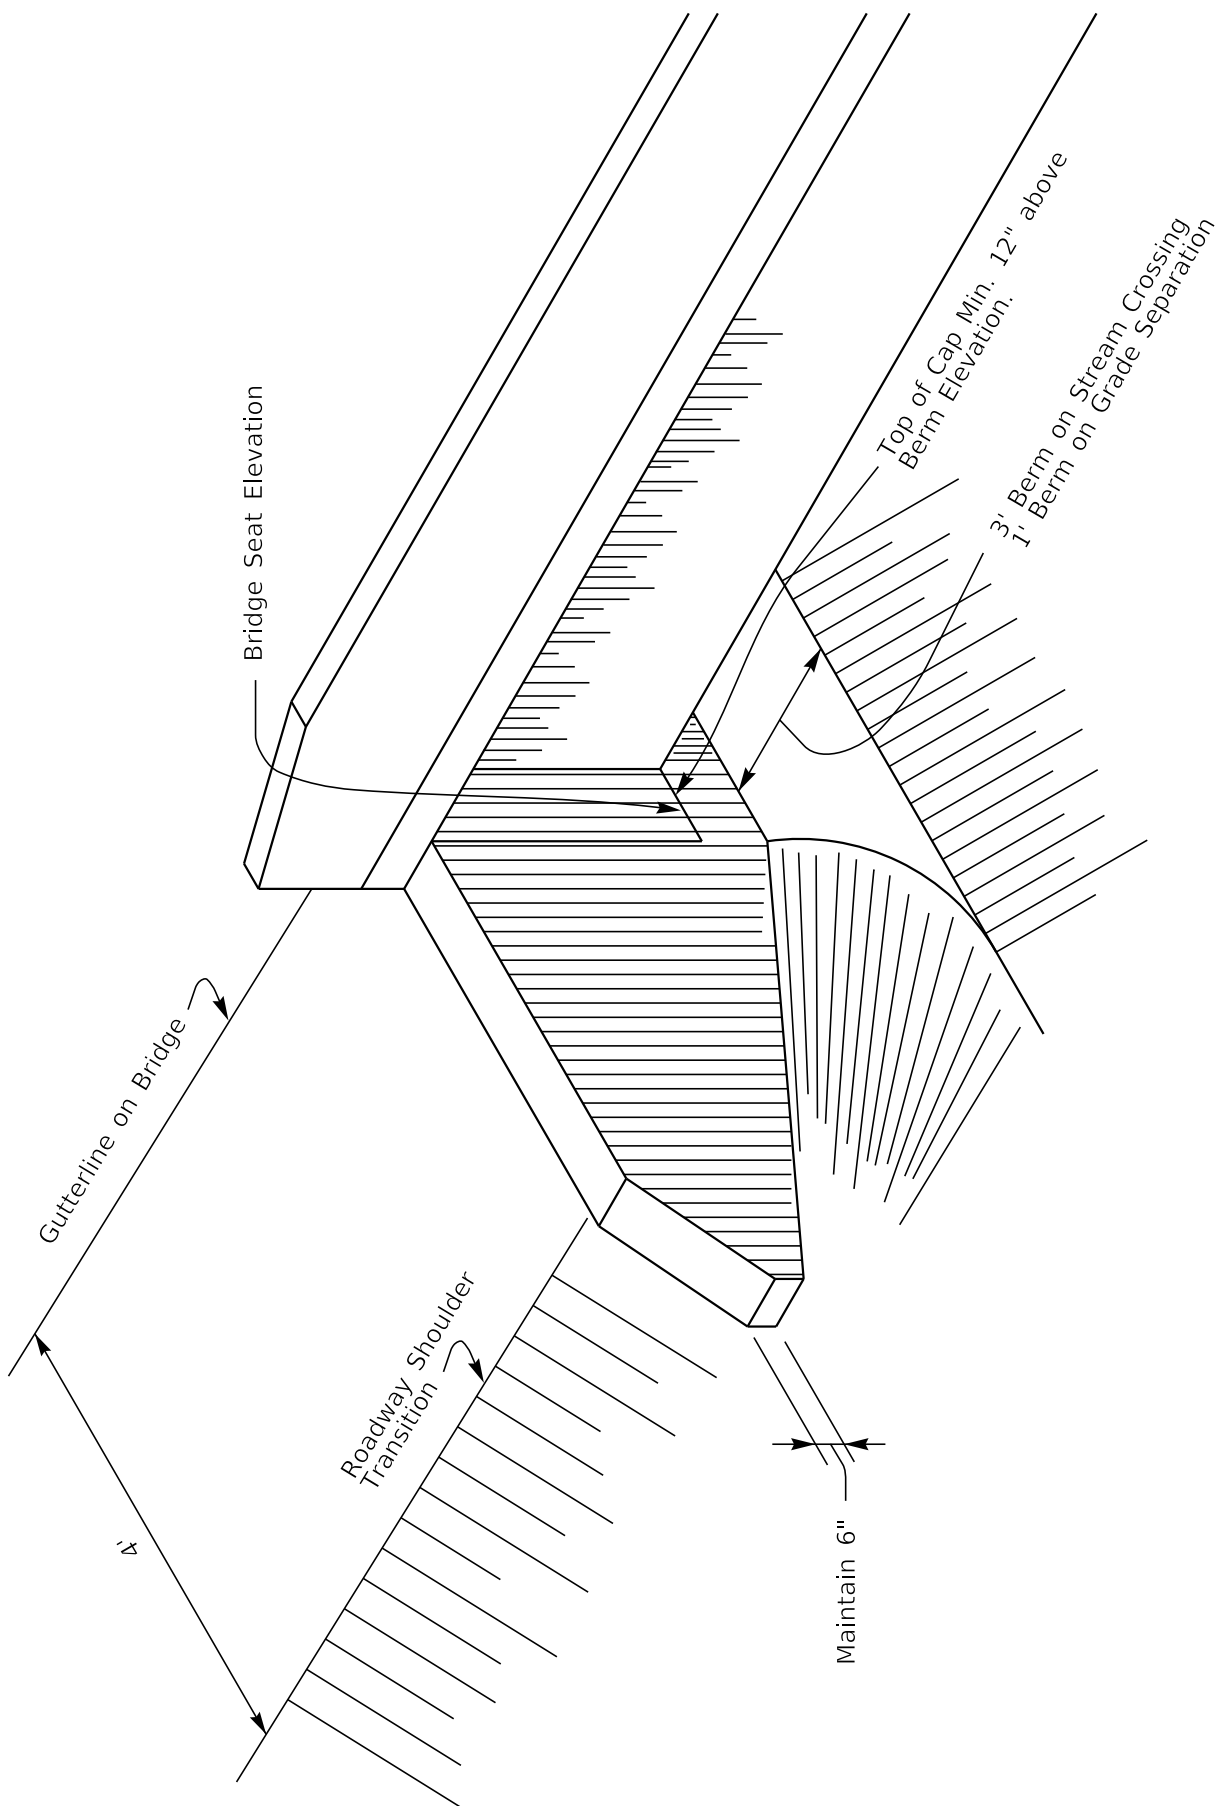 Bridge Seat Elevation
Top of Cap Min. 12" above
Berm Elevation.
3' Berm on Stream Crossing
1' Berm on Grade Separation
Gutterline on Bridge
Roadway Shoulder
Transition
4'
Maintain 6"